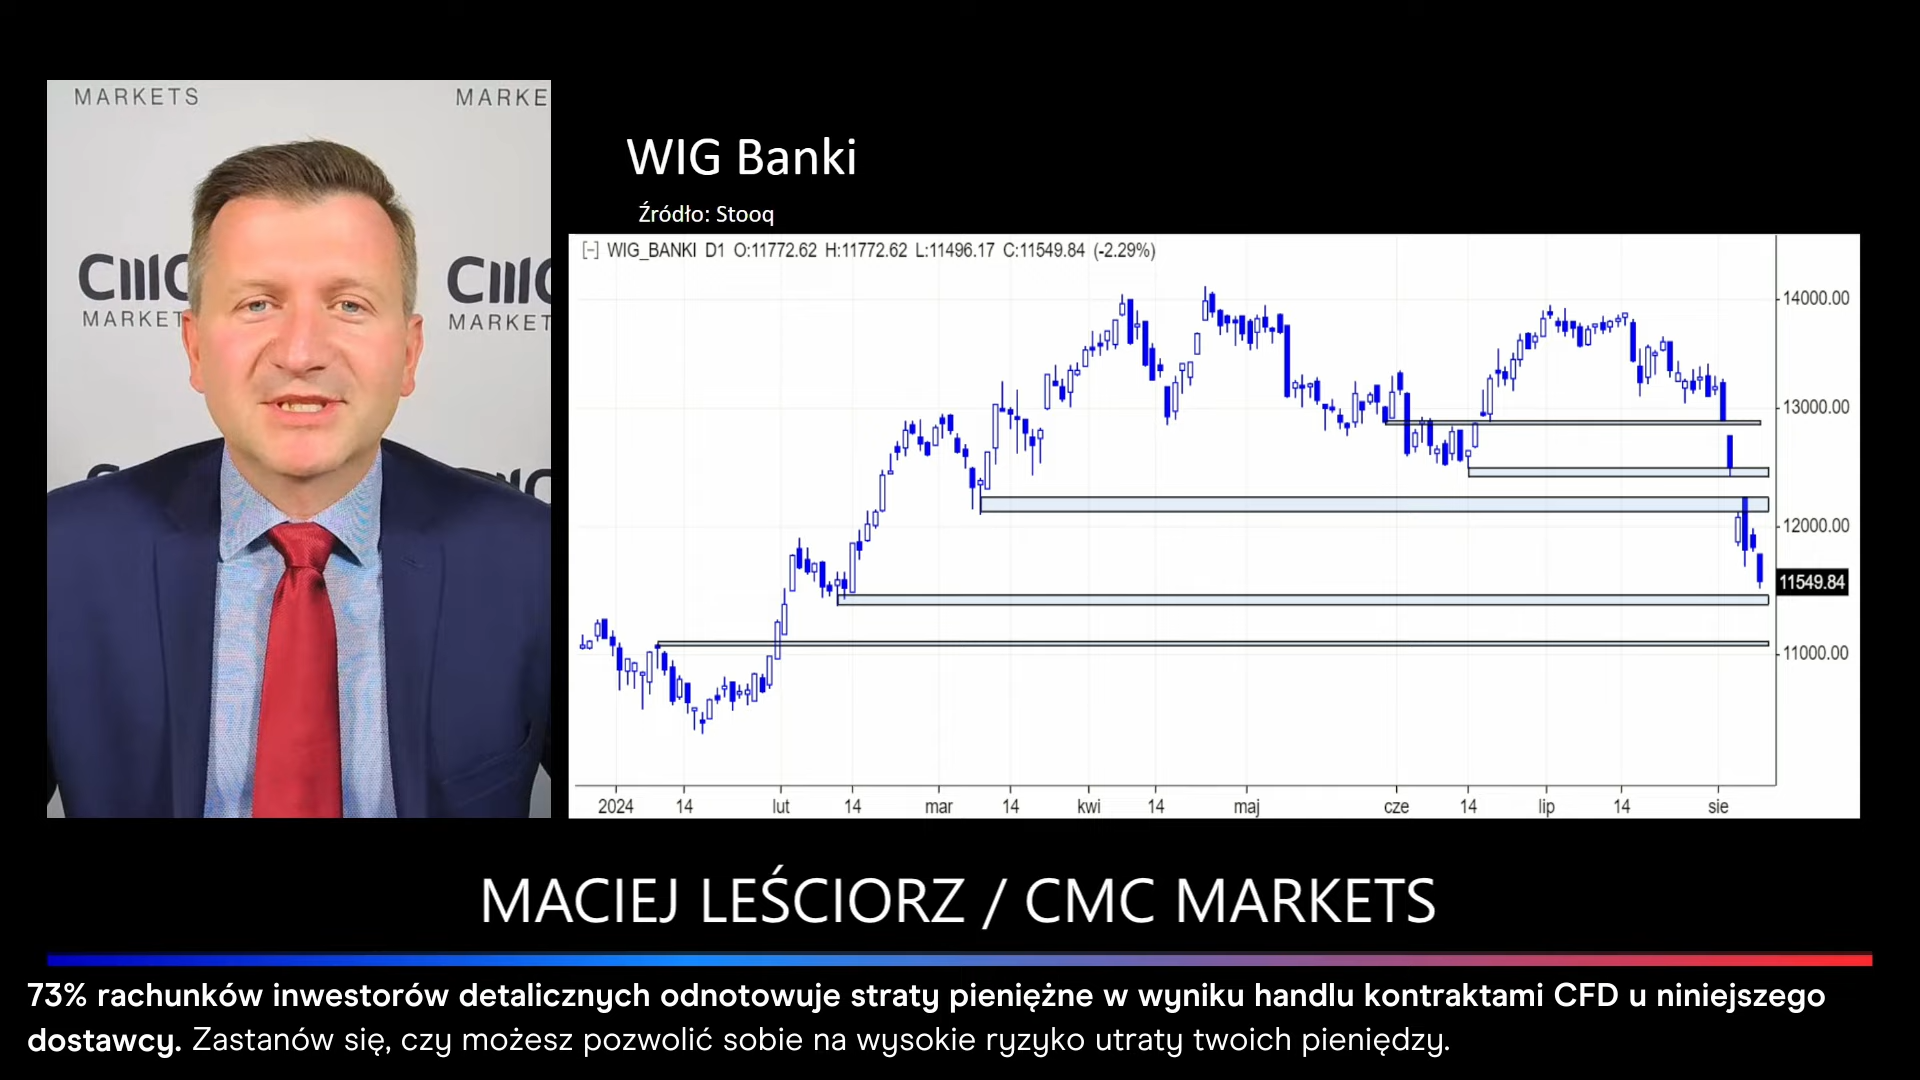 MARKETS
MARKE
CMC
MARKET
CMC
MARKET
WIG Banki
Źródło: Stooq
[-] WIG_BANKI D1 O:11772.62 H:11772.62 L:11496.17 C:11549.84 (-2.29%)
14000.00
13000.00
12000.00
11549.84
11000.00
2024 14 lut 14 mar 14 kwi 14 maj cze 14 lip 14 sie
MACIEJ LEŚCIORZ / CMC MARKETS
73% rachunków inwestorów detalicznych odnotowuje straty pieniężne w wyniku handlu kontraktami CFD u niniejszego
dostawcy. Zastanów się, czy możesz pozwolić sobie na wysokie ryzyko utraty twoich pieniędzy.